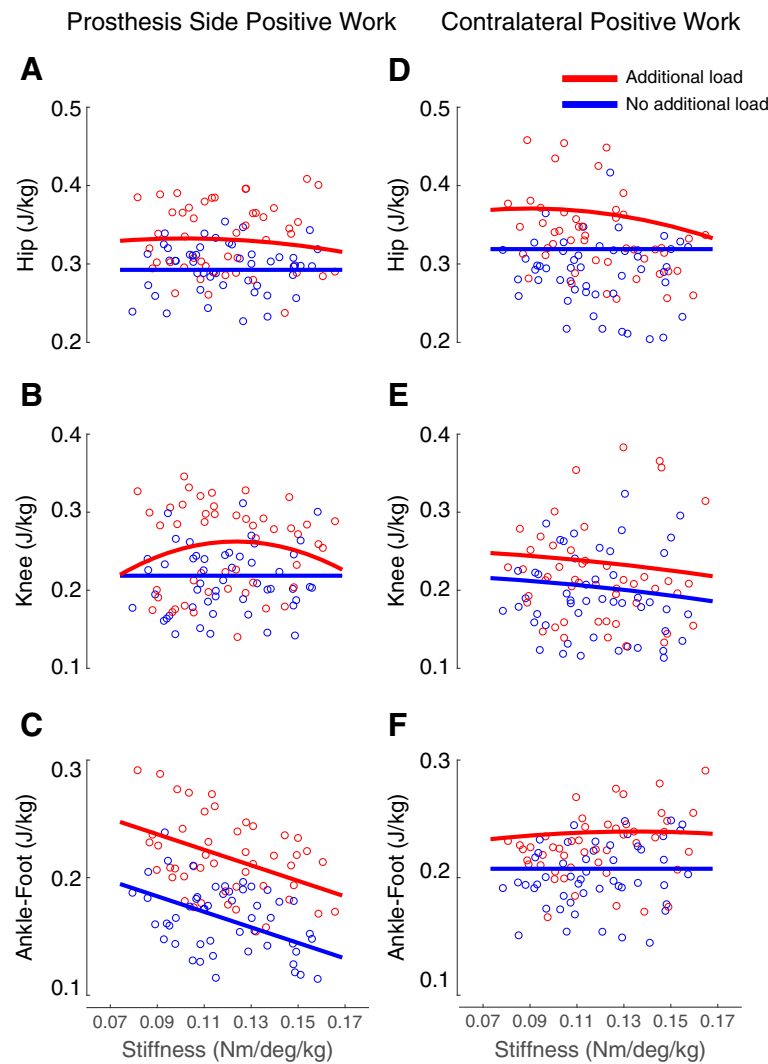 Prosthesis Side Positive Work
Contralateral Positive Work
A
0.5
0.4
0.3
0.2
Hip (J/kg)
D
Additional load
No additional load
0.5
0.4
0.3
0.2
Hip (J/kg)
B
0.4
0.3
0.2
0.1
Knee (J/kg)
E
0.4
0.3
0.2
0.1
Knee (J/kg)
C
0.3
0.2
0.1
Ankle-Foot (J/kg)
0.07 0.09 0.11 0.13 0.15 0.17
Stiffness (Nm/deg/kg)
F
0.3
0.2
0.1
Ankle-Foot (J/kg)
0.07 0.09 0.11 0.13 0.15 0.17
Stiffness (Nm/deg/kg)